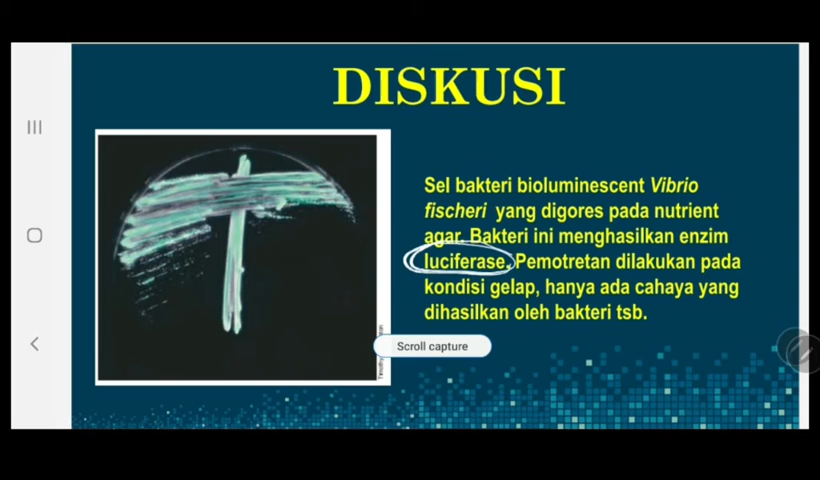 DISKUSI
Sel bakteri bioluminescent Vibrio
fischeri yang digores pada nutrient
agar. Bakteri ini menghasilkan enzim
luciferase. Pemotretan dilakukan pada
kondisi gelap, hanya ada cahaya yang
dihasilkan oleh bakteri tsb.
Scroll capture